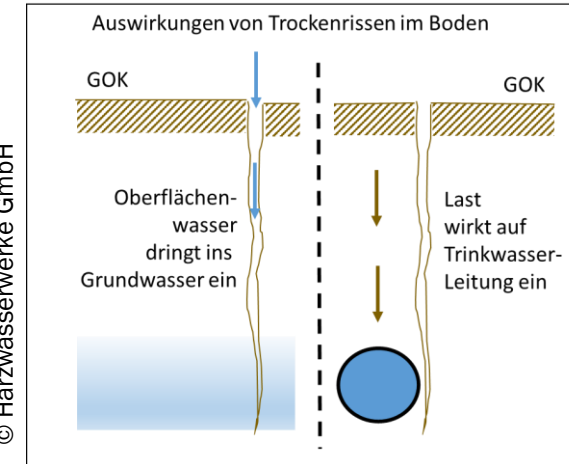 Auswirkungen von Trockenrissen im Boden
GOK
GOK
Oberflächen-
wasser
dringt ins
Grundwasser ein
Last
wirkt auf
Trinkwasser-
Leitung ein
© Harzwasserwerke GmbH